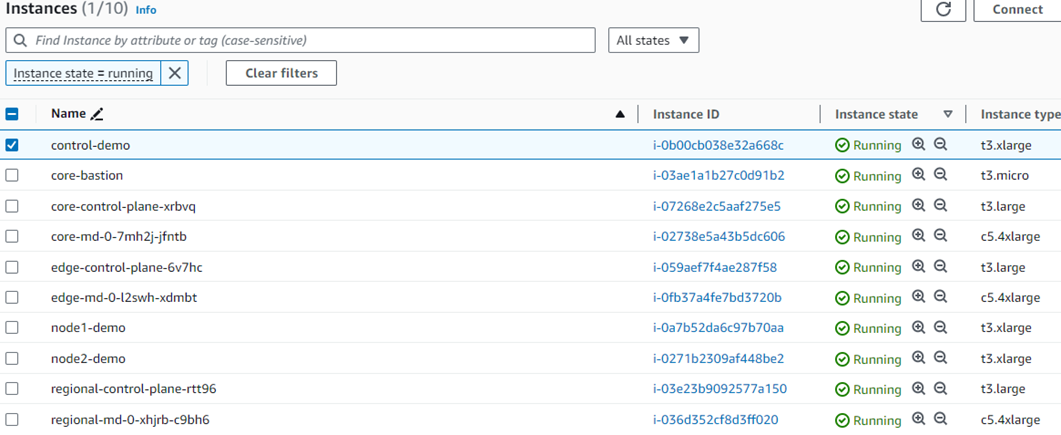 Instances (1/10) Info Connect
Find Instance by attribute or tag (case-sensitive) All states
Instance state = running Clear filters
Name Instance ID Instance state Instance type
control-demo i-0b00cb038e32a668c Running t3.xlarge
core-bastion i-03ae1a1b27c0d91b2 Running t3.micro
core-control-plane-xrbvq i-07268e2c5aaf275e5 Running t3.large
core-md-0-7mh2j-jfntb i-02738e5a43b5dc606 Running c5.4xlarge
edge-control-plane-6v7hc i-059aef7f4ae287f58 Running t3.large
edge-md-0-l2swh-xdmbt i-0fb37a4fe7bd3720b Running c5.4xlarge
node1-demo i-0a7b52da6c97b70aa Running t3.xlarge
node2-demo i-0271b2309af448be2 Running t3.xlarge
regional-control-plane-rtt96 i-03e23b9092577a150 Running t3.large
regional-md-0-xhjrb-c9bh6 i-036d352cf8d3ff020 Running c5.4xlarge